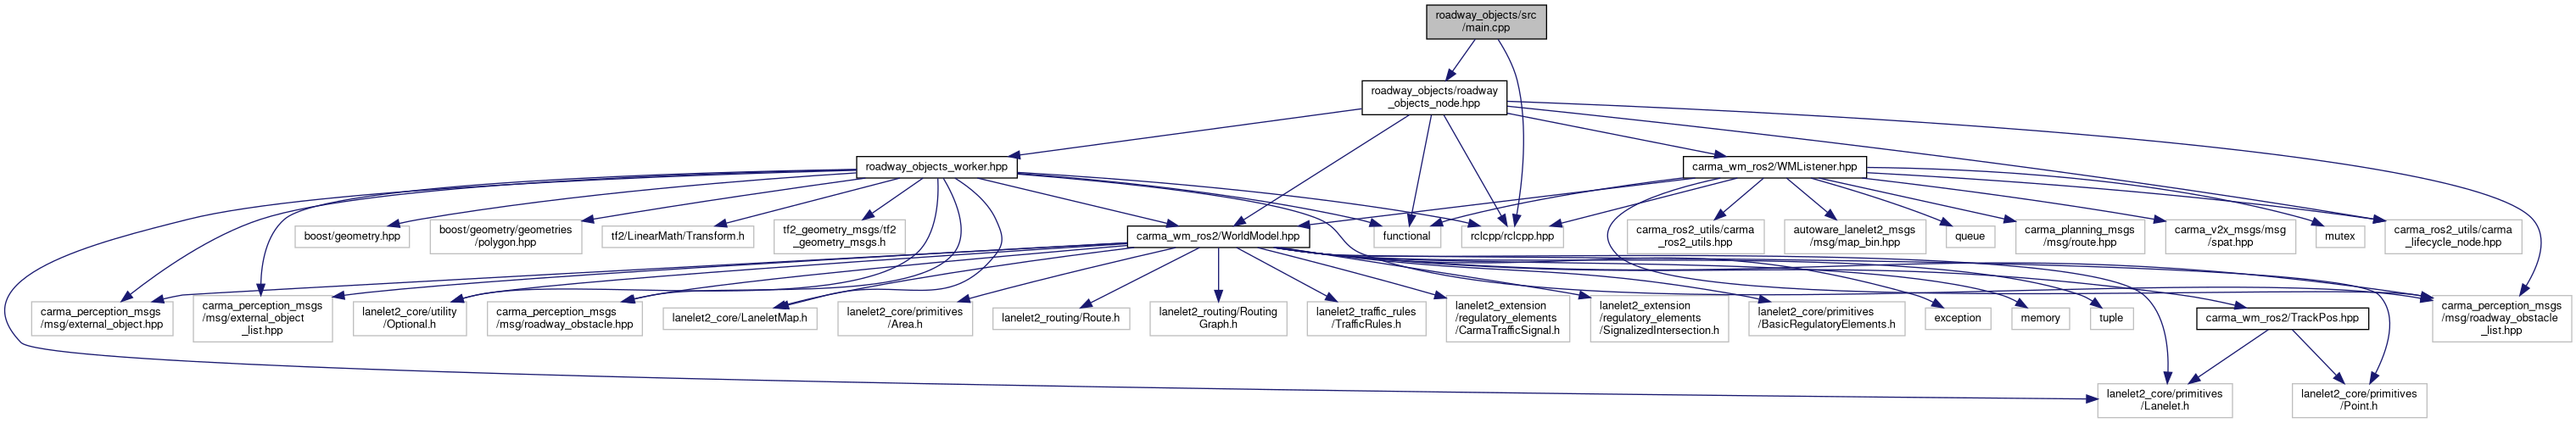 roadway_objects/src
/main.cpp
roadway_objects/roadway
_objects_node.hpp
roadway_objects_worker.hpp
carma_wm_ros2/WMListener.hpp
boost/geometry.hpp
boost/geometry/geometries
/polygon.hpp
tf2/LinearMath/Transform.h
tf2_geometry_msgs/tf2
_geometry_msgs.h
carma_wm_ros2/WorldModel.hpp
functional
rclcpp/rclcpp.hpp
carma_ros2_utils/carma
_ros2_utils.hpp
autoware_lanelet2_msgs
/msg/map_bin.hpp
queue
carma_planning_msgs
/msg/route.hpp
carma_v2x_msgs/msg
/spat.hpp
mutex
carma_ros2_utils/carma
_lifecycle_node.hpp
carma_perception_msgs
/msg/external_object.hpp
carma_perception_msgs
/msg/external_object
_list.hpp
lanelet2_core/utility
/Optional.h
carma_perception_msgs
/msg/roadway_obstacle.hpp
lanelet2_core/LaneletMap.h
lanelet2_core/primitives
/Area.h
lanelet2_routing/Route.h
lanelet2_routing/Routing
Graph.h
lanelet2_traffic_rules
/TrafficRules.h
lanelet2_extension
/regulatory_elements
/CarmaTrafficSignal.h
lanelet2_extension
/regulatory_elements
/SignalizedIntersection.h
lanelet2_core/primitives
/BasicRegulatoryElements.h
exception
memory
tuple
carma_wm_ros2/TrackPos.hpp
carma_perception_msgs
/msg/roadway_obstacle
_list.hpp
lanelet2_core/primitives
/Lanelet.h
lanelet2_core/primitives
/Point.h